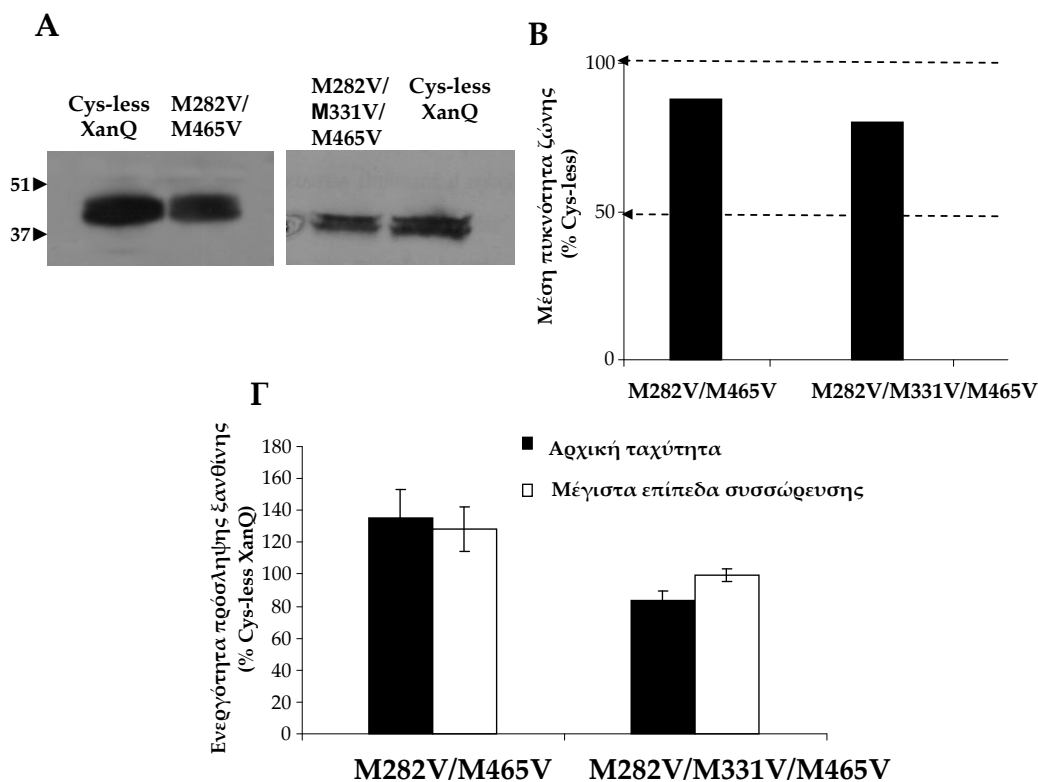 Α
Cys-less
XanQ
M282V/
M465V
M282V/
M331V/
M465V
Cys-less
XanQ
51
37
Β
Μέση πυκνότητα ζώνης
(% Cys-less)
100
50
0
M282V/M465V
M282V/M331V/M465V
Γ
Ενεργότητα πρόσληψης ξανθίνης
(% Cys-less XanQ)
Αρχική ταχύτητα
Μέγιστα επίπεδα συσσώρευσης
180
160
140
120
100
80
60
40
20
0
M282V/M465V
M282V/M331V/M465V